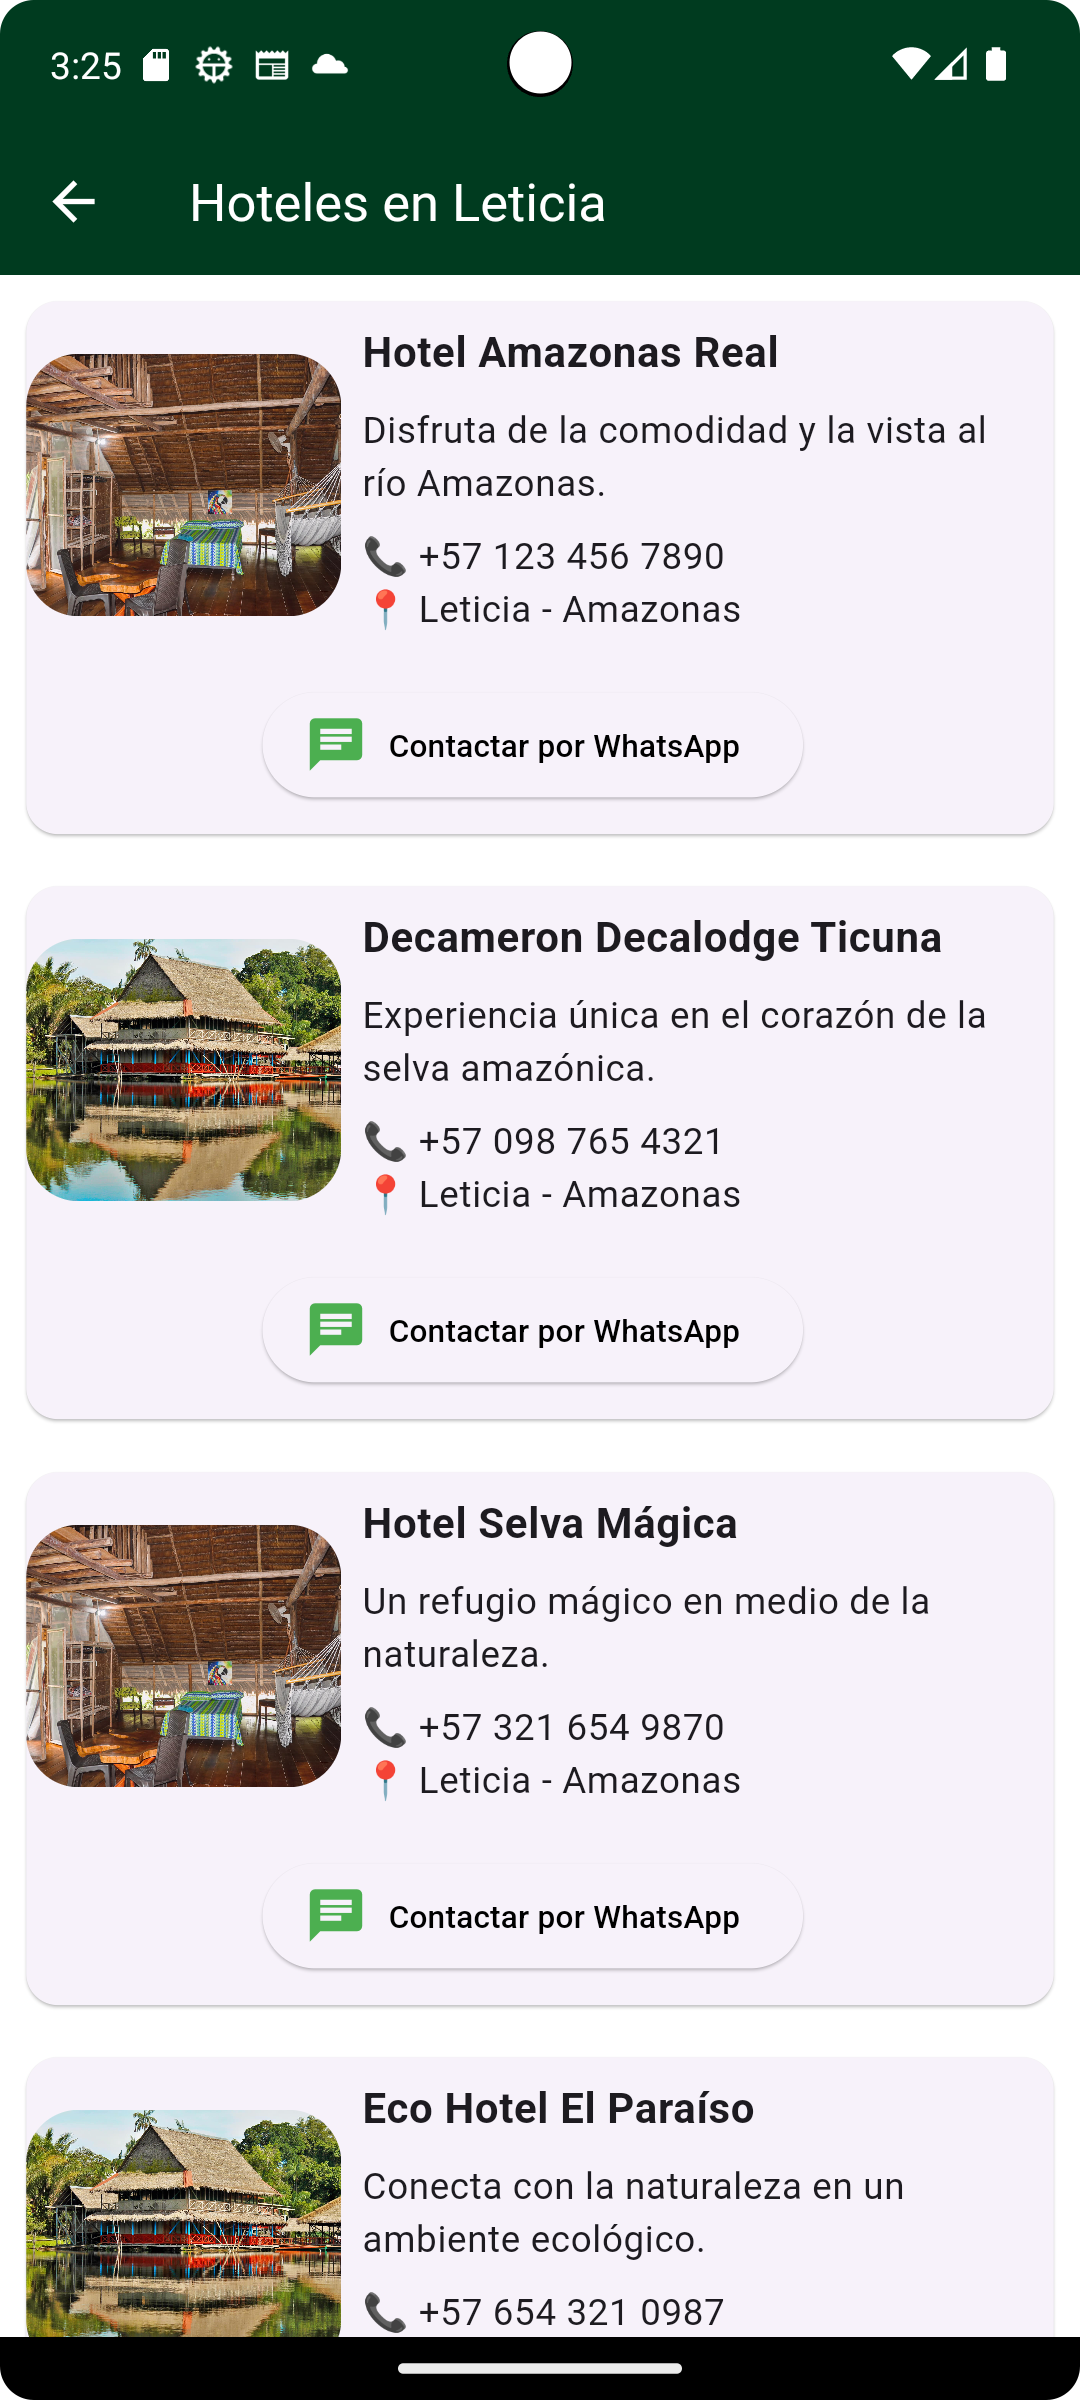 3:25
Hoteles en Leticia
Hotel Amazonas Real
Disfruta de la comodidad y la vista al
río Amazonas.
📞 +57 123 456 7890
📍 Leticia - Amazonas
Contactar por WhatsApp
Decameron Decalodge Ticuna
Experiencia única en el corazón de la
selva amazónica.
📞 +57 098 765 4321
📍 Leticia - Amazonas
Contactar por WhatsApp
Hotel Selva Mágica
Un refugio mágico en medio de la
naturaleza.
📞 +57 321 654 9870
📍 Leticia - Amazonas
Contactar por WhatsApp
Eco Hotel El Paraíso
Conecta con la naturaleza en un
ambiente ecológico.
📞 +57 654 321 0987